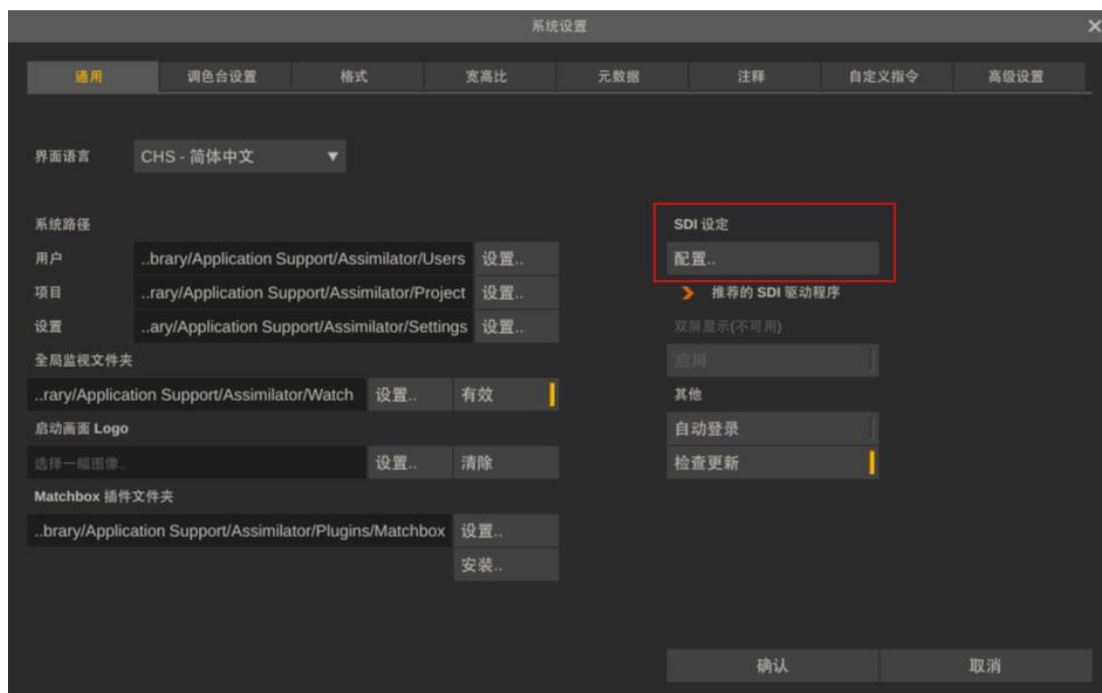 系统设置
通用 调色台设置 格式 宽高比 元数据 注释 自定义指令 高级设置
界面语言 CHS - 简体中文
系统路径
用户 ..brary/Application Support/Assimilator/Users 设置..
项目 ..rary/Application Support/Assimilator/Project 设置..
设置 ..ary/Application Support/Assimilator/Settings 设置..
全局监视文件夹
..rary/Application Support/Assimilator/Watch 设置.. 有效
启动画面 Logo
选择一幅图像.. 设置.. 清除
Matchbox 插件文件夹
..brary/Application Support/Assimilator/Plugins/Matchbox 设置..
安装..
SDI 设定
配置..
推荐的 SDI 驱动程序
双屏显示(不可用)
启用
其他
自动登录
检查更新
确认 取消